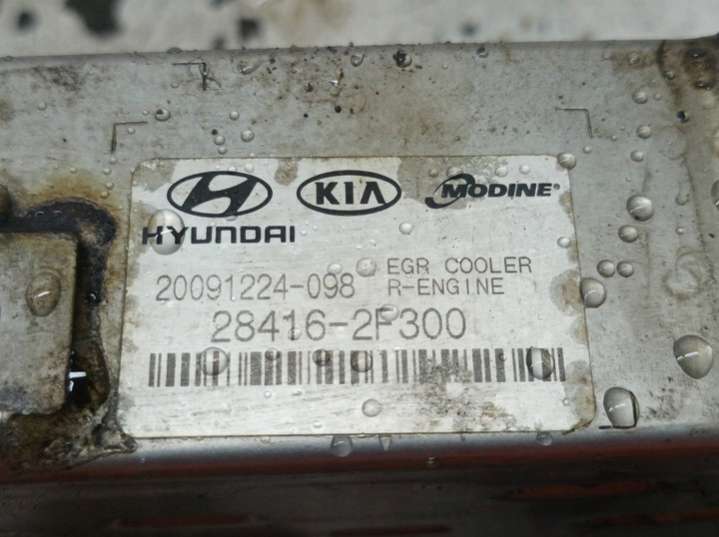 KIA
MODINE®
HYUNDAI
20091224-098
EGR COOLER
R-ENGINE
28416-2F300